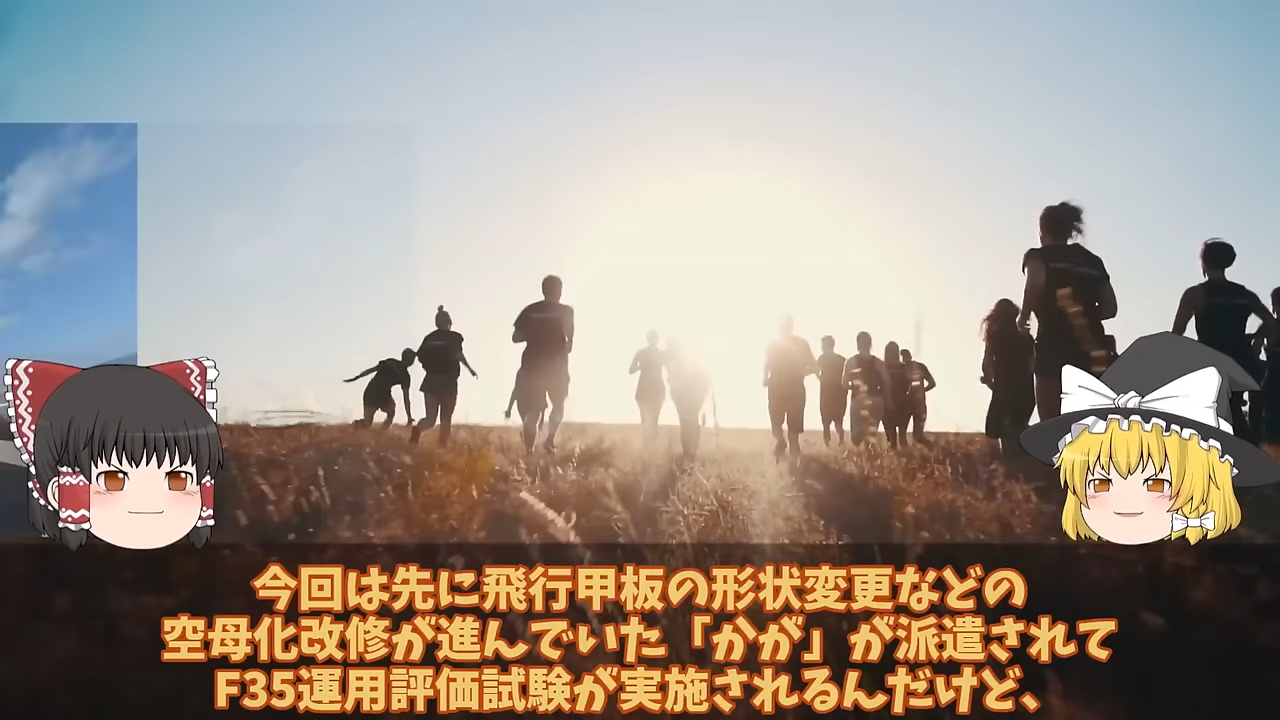 今回は先に飛行甲板の形状変更などの
空母化改修が進んでいた「かが」が派遣されて
F35運用評価試験が実施されるんだけど、